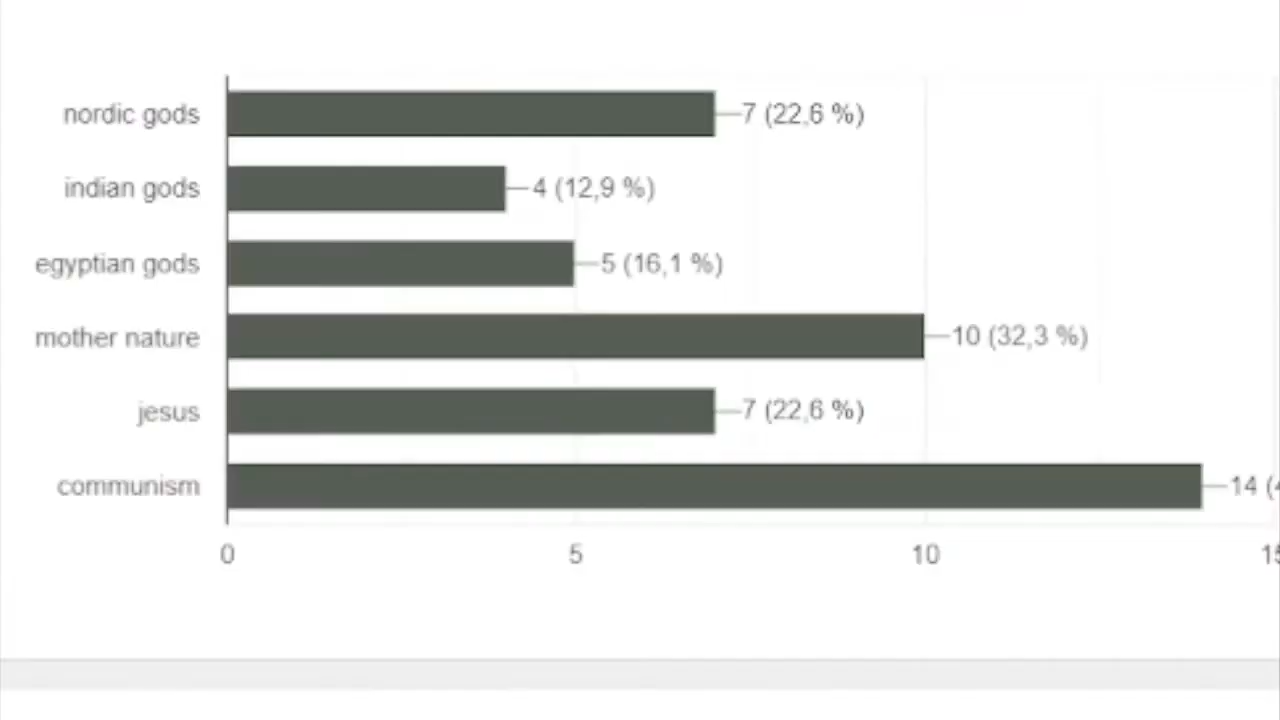 nordic gods 7 (22,6 %)
indian gods 4 (12,9 %)
egyptian gods 5 (16,1 %)
mother nature 10 (32,3 %)
jesus 7 (22,6 %)
communism 14 (
0 5 10